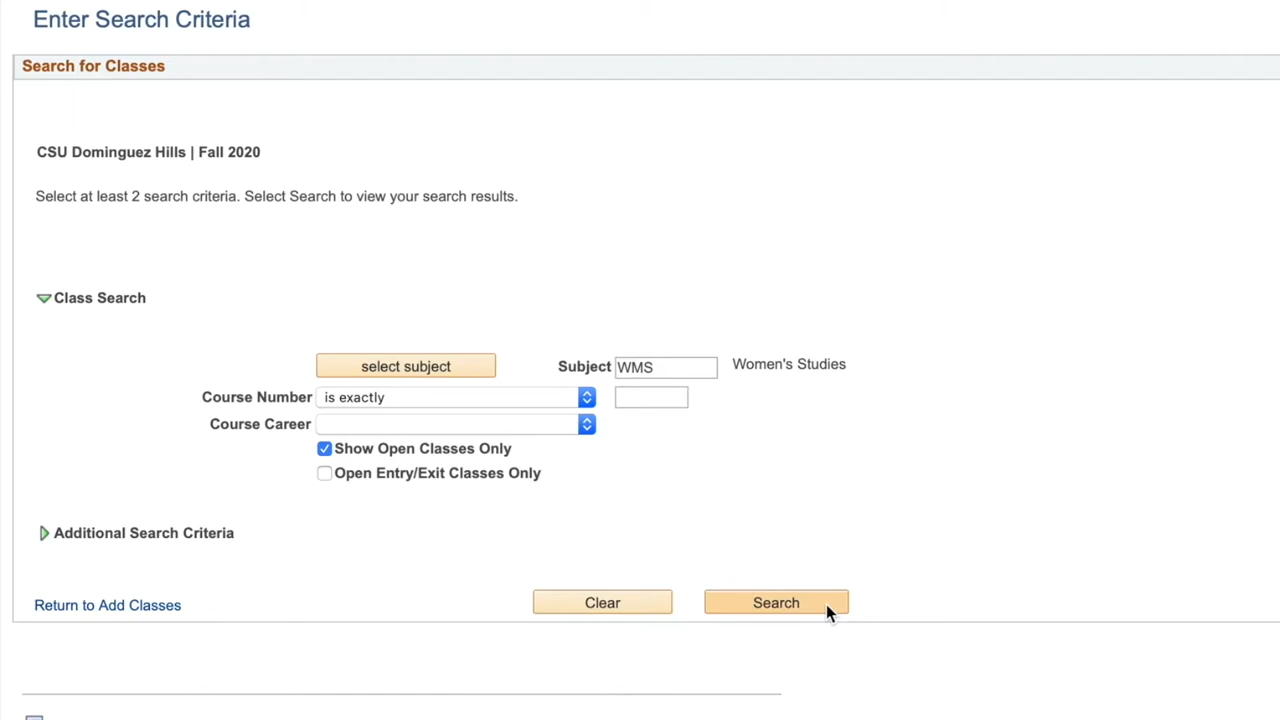 Enter Search Criteria
Search for Classes
CSU Dominguez Hills | Fall 2020
Select at least 2 search criteria. Select Search to view your search results.
Class Search
select subject Subject WMS Women's Studies
Course Number is exactly
Course Career
Show Open Classes Only
Open Entry/Exit Classes Only
Additional Search Criteria
Return to Add Classes Clear Search